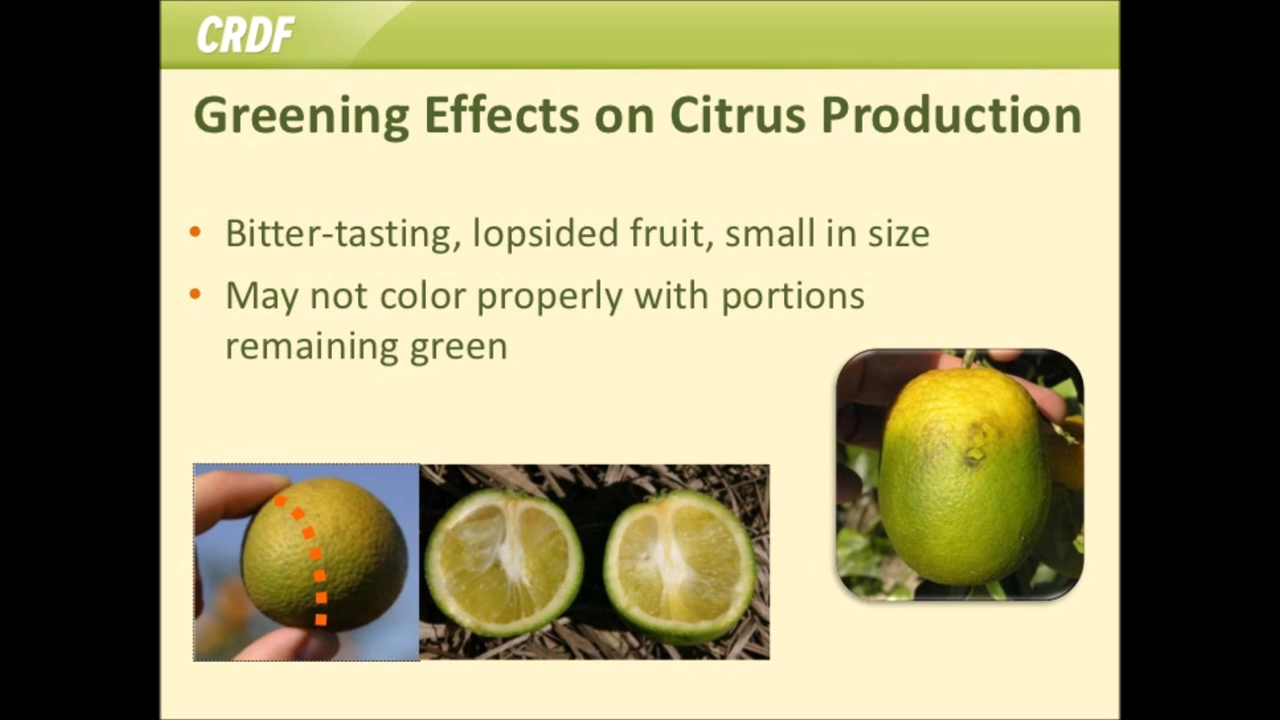 CRDF
Greening Effects on Citrus Production
• Bitter-tasting, lopsided fruit, small in size
• May not color properly with portions
remaining green